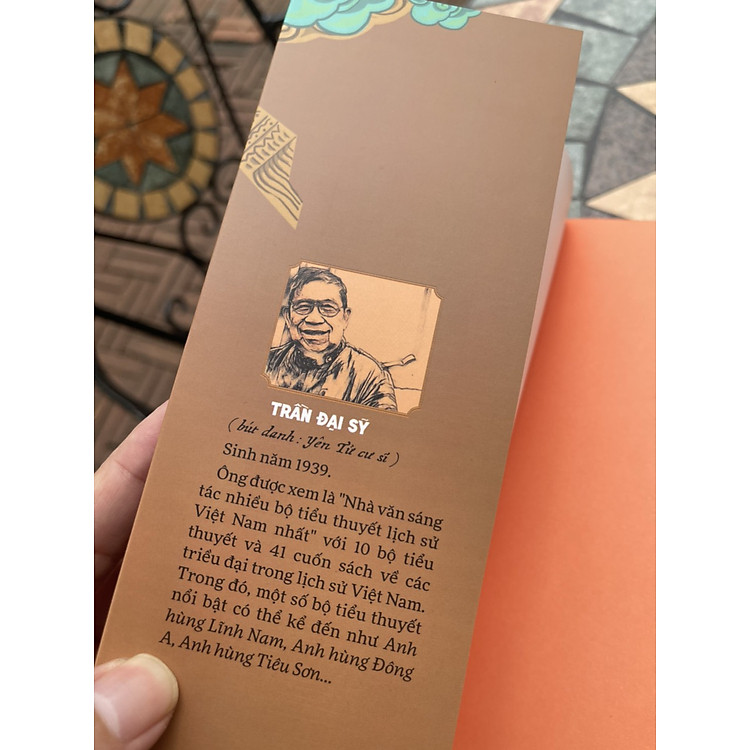 TRẦN ĐẠI SỸ
(bút danh: Yên Tử cư sĩ)
Sinh năm 1939.
Ông được xem là "Nhà văn sáng
tác nhiều bộ tiểu thuyết lịch sử
Việt Nam nhất" với 10 bộ tiểu
thuyết và 41 cuốn sách về các
triều đại trong lịch sử Việt Nam.
Trong đó, một số bộ tiểu thuyết
nổi bật có thể kể đến như Anh
hùng Lĩnh Nam, Anh hùng Đông
A, Anh hùng Tiêu Sơn...